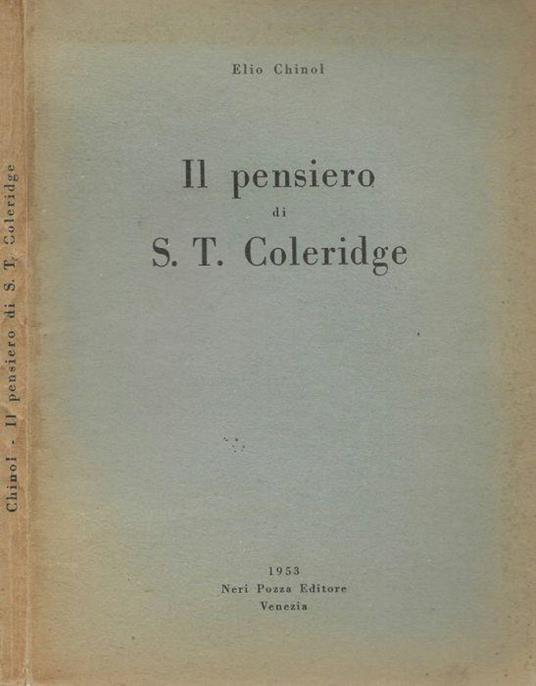 Chinol - Il pensiero di S. T. Coleridge
Elio Chinol
Il pensiero
di
S. T. Coleridge
1953
Neri Pozza Editore
Venezia